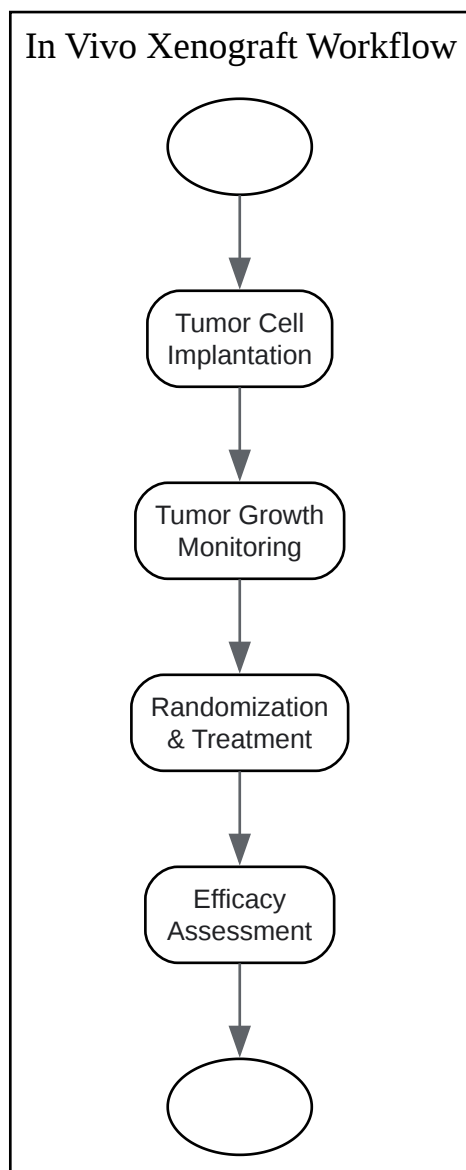 In Vivo Xenograft Workflow
Tumor Cell
Implantation
Tumor Growth
Monitoring
Randomization
& Treatment
Efficacy
Assessment